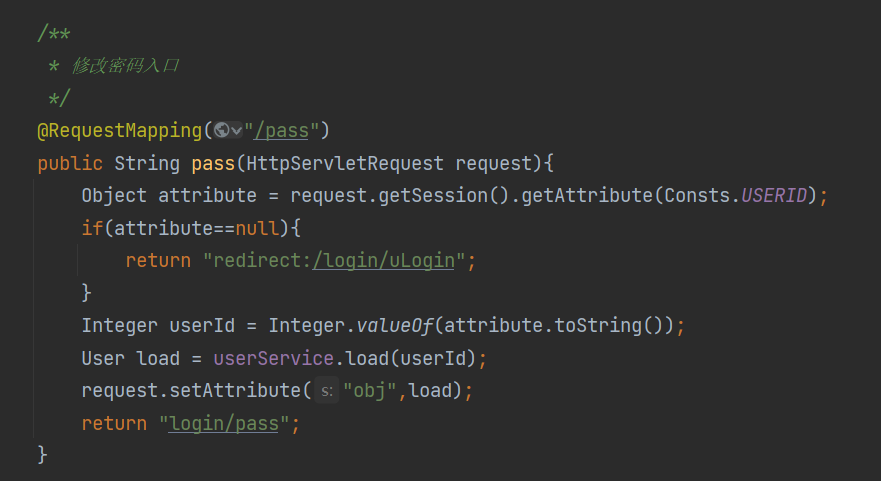 /**
 * 修改密码入口
 */
@RequestMapping("/pass")
public String pass(HttpServletRequest request){
    Object attribute = request.getSession().getAttribute(Consts.USERID);
    if(attribute==null){
        return "redirect:/login/uLogin";
    }
    Integer userId = Integer.valueOf(attribute.toString());
    User load = userService.load(userId);
    request.setAttribute( s: "obj",load);
    return "login/pass";
}